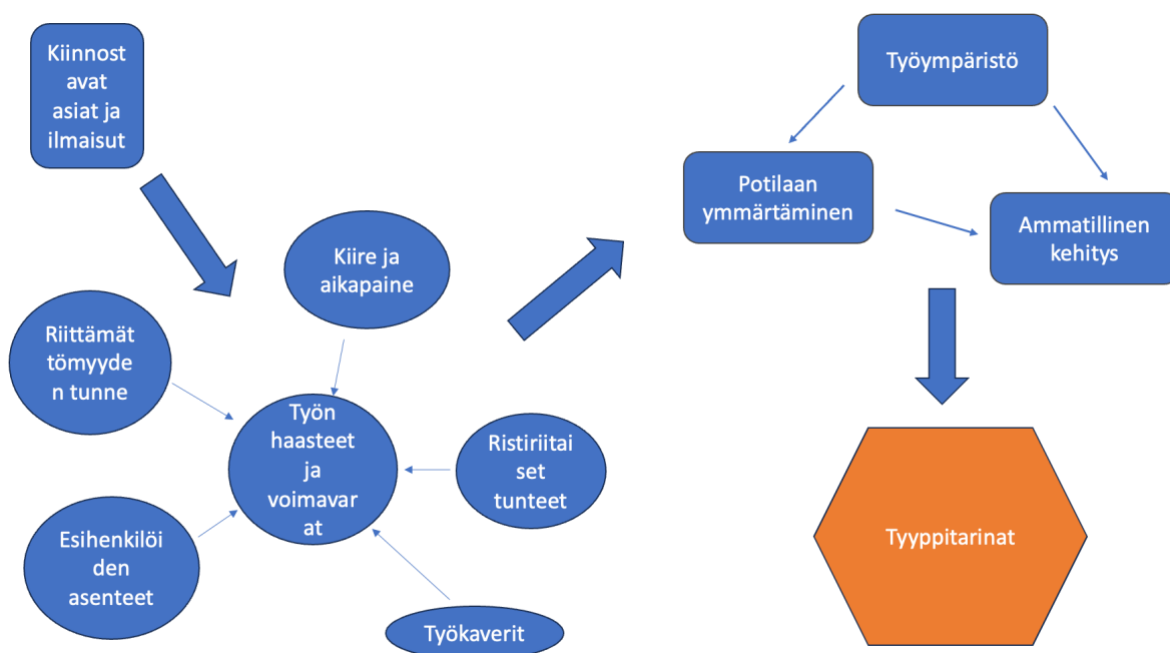 Kiinnost
avat
asiat ja
ilmaisut
Kiire ja
aikapaine
Riittämät
tömyyde
n tunne
Työn
haasteet
ja
voimavar
at
Ristiriitai
set
tunteet
Esihenkilöi
den
asenteet
Työkaverit
Työympäristö
Potilaan
ymmärtäminen
Ammatillinen
kehitys
Tyyppitarinat